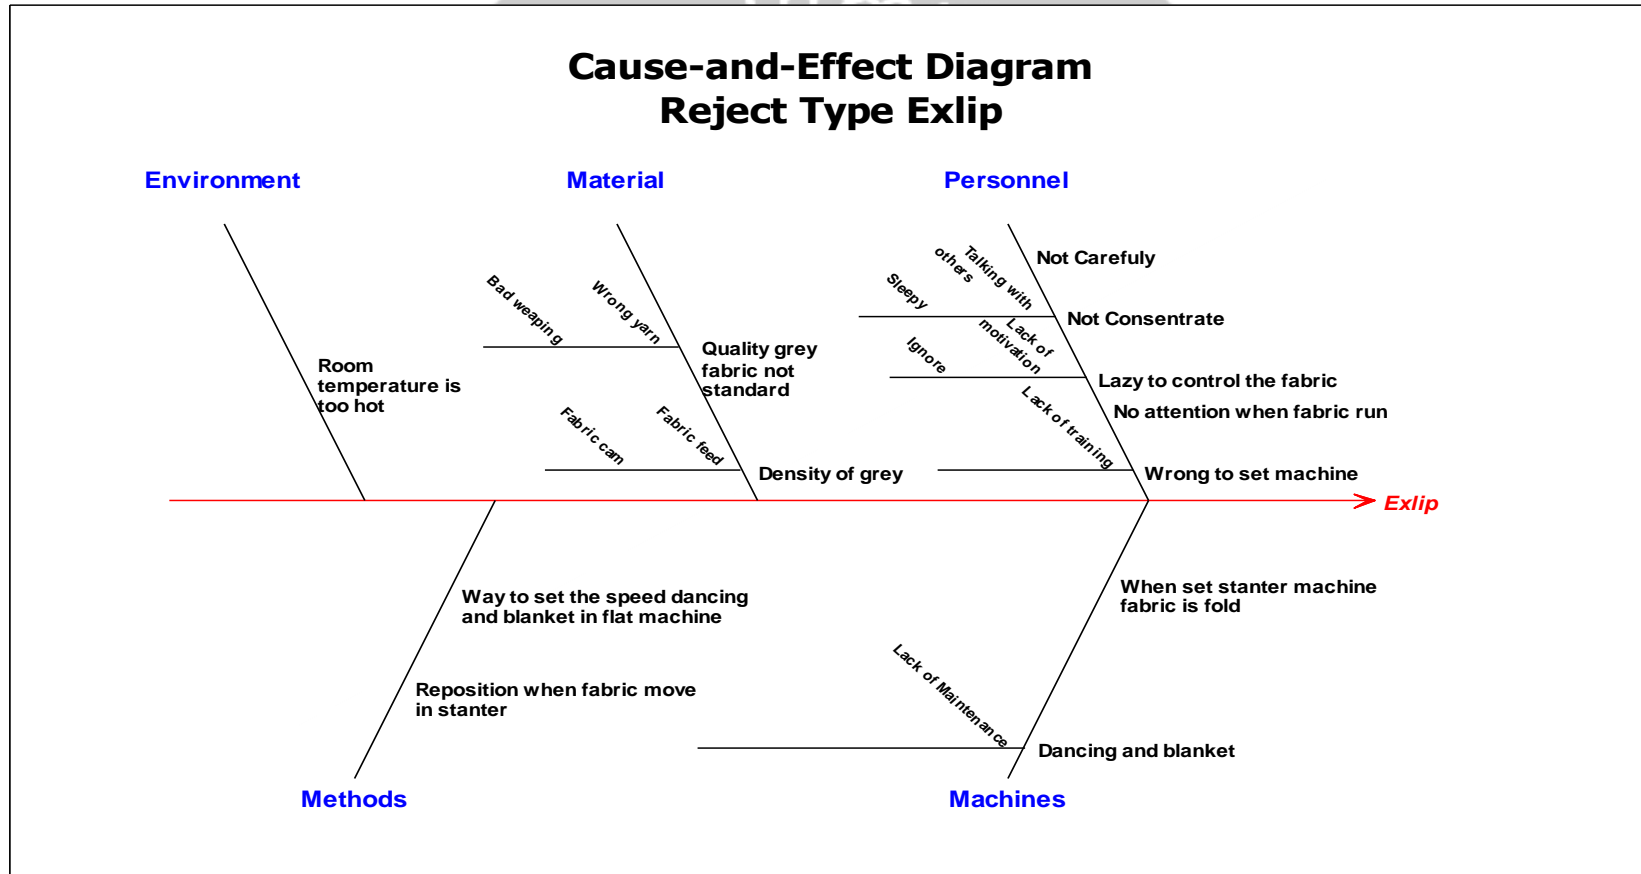 Cause-and-Effect Diagram
Reject Type Exlip
Environment
Material
Personnel
Room
temperature is
too hot
Bad weaping
Wrong yarn
Quality grey
fabric not
standard
Fabric cam
Fabric feed
Density of grey
Not Carefuly
Talking with
others
Sleepy
Not Consentrate
Lack of
motivation
Ignore
Lazy to control the fabric
No attention when fabric run
Lack of training
Wrong to set machine
Exlip
Way to set the speed dancing
and blanket in flat machine
Reposition when fabric move
in stanter
When set stanter machine
fabric is fold
Lack of Maintenance
Dancing and blanket
Methods
Machines